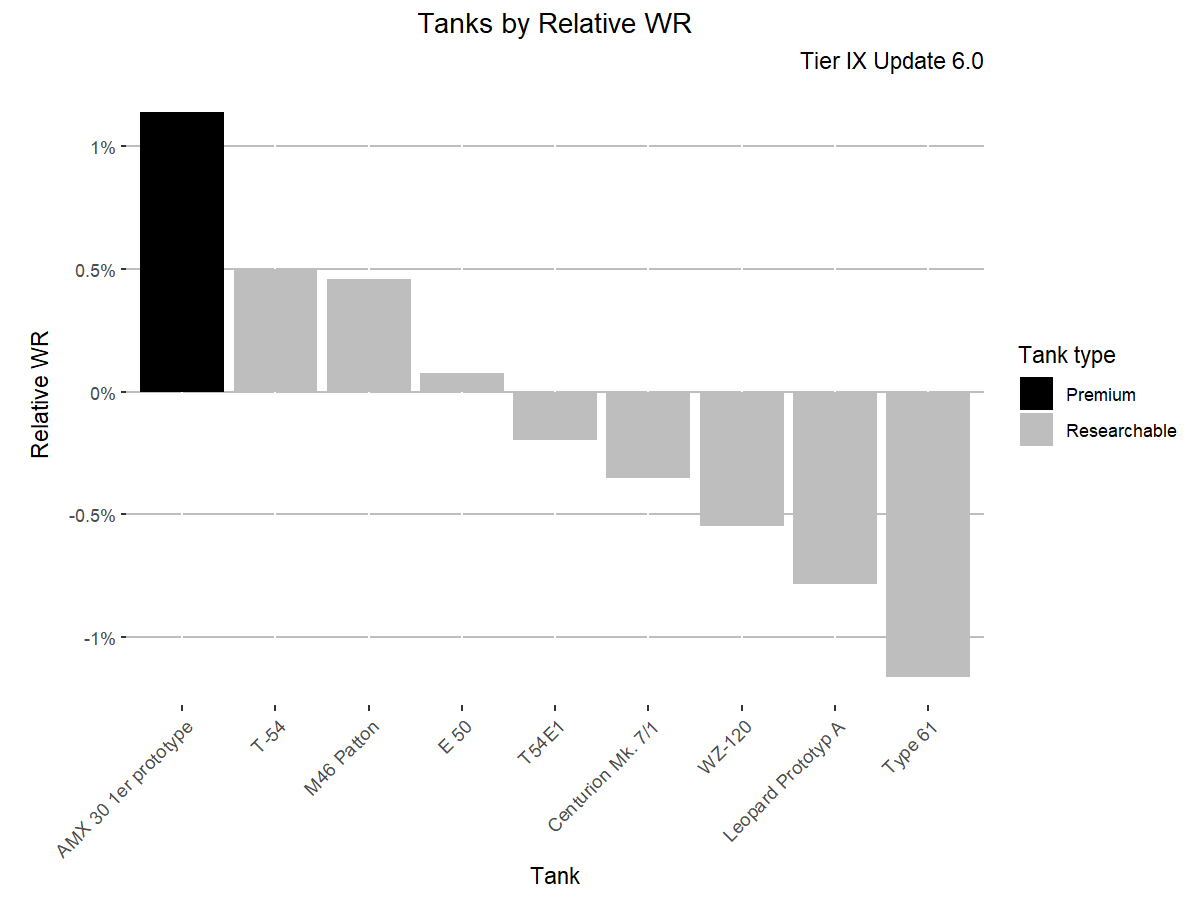 Tanks by Relative WR
Tier IX Update 6.0
Relative WR
1%
0.5%
0%
-0.5%
-1%
AMX 30 1er prototype
T-54
M46 Patton
E 50
T54E1
Centurion Mk. 7/1
WZ-120
Leopard Prototyp A
Type 61
Tank
Tank type
Premium
Researchable